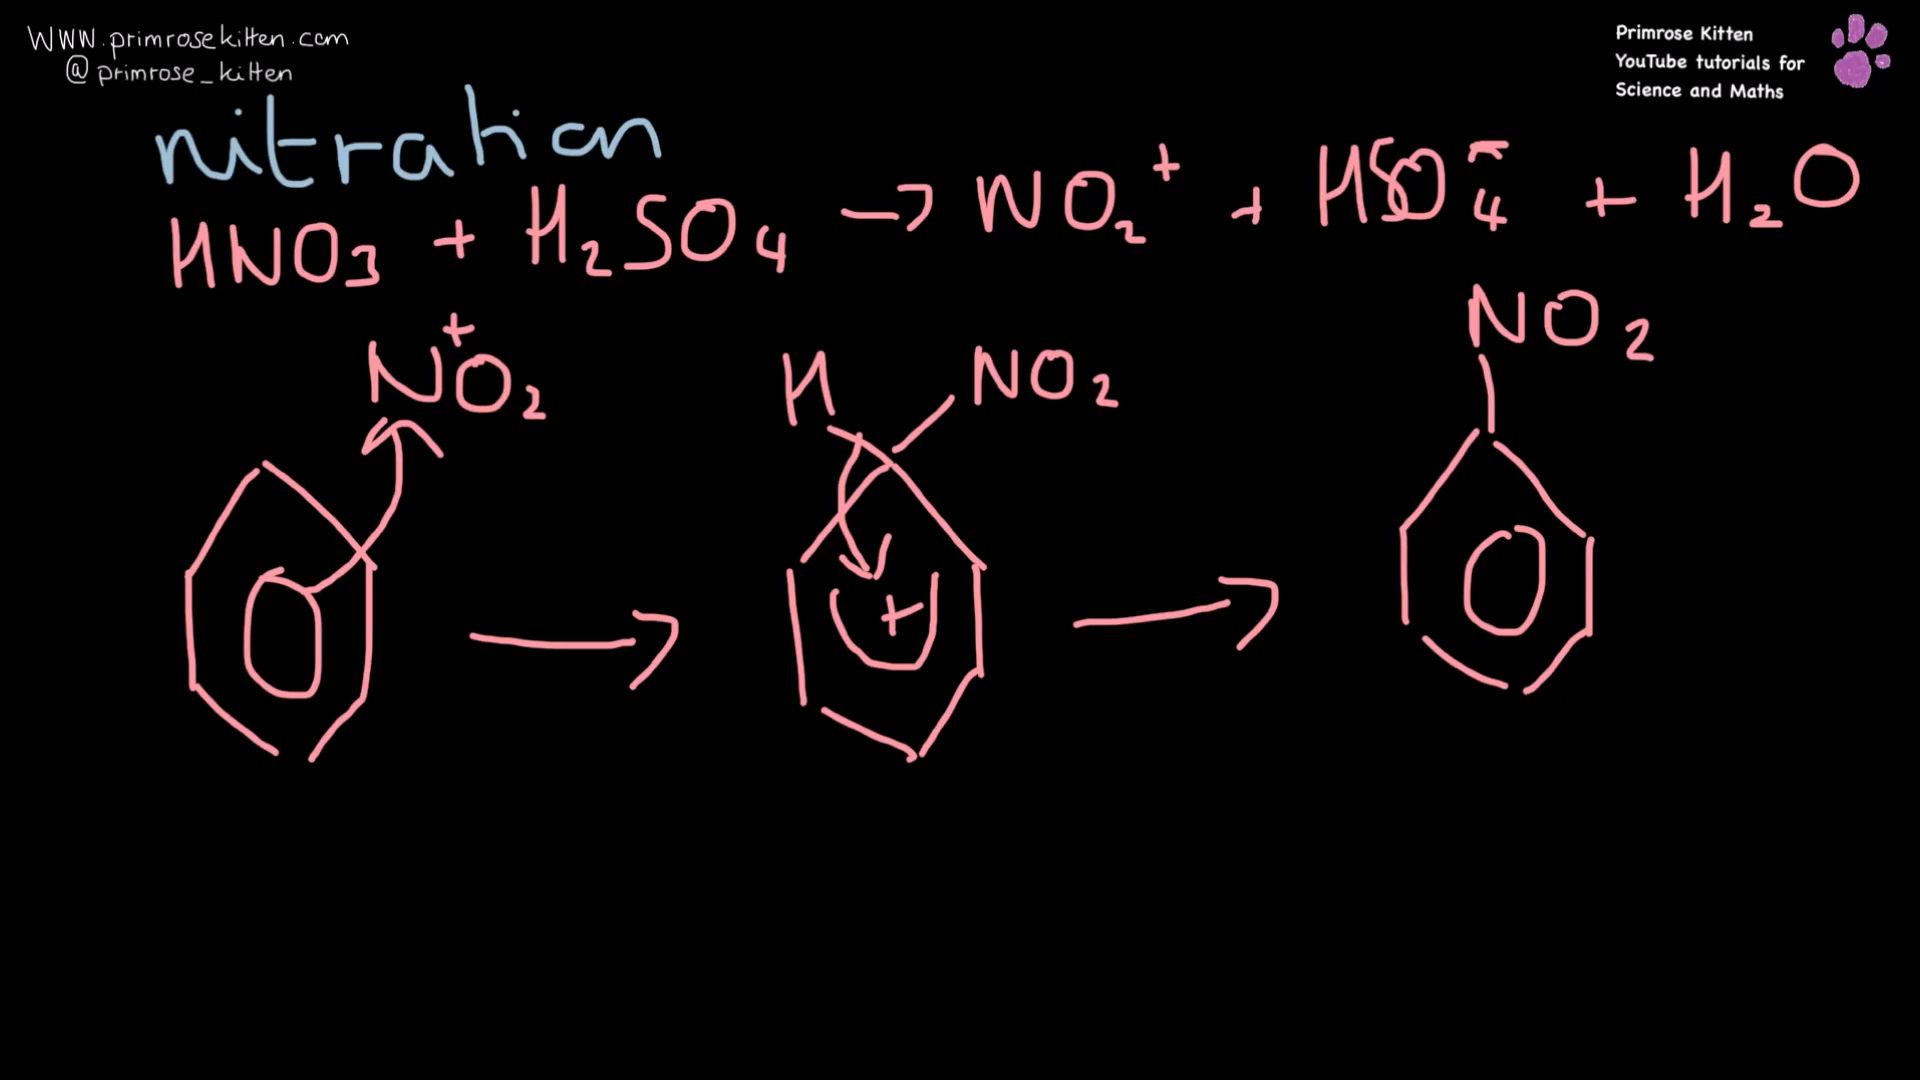 www.primrosekitten.com
@primrose_kitten
Primrose Kitten
YouTube tutorials for
Science and Maths
nitration
HNO3 + H2SO4 → NO2+ + HSO4- + H2O
NO2+
H NO2
+
NO2